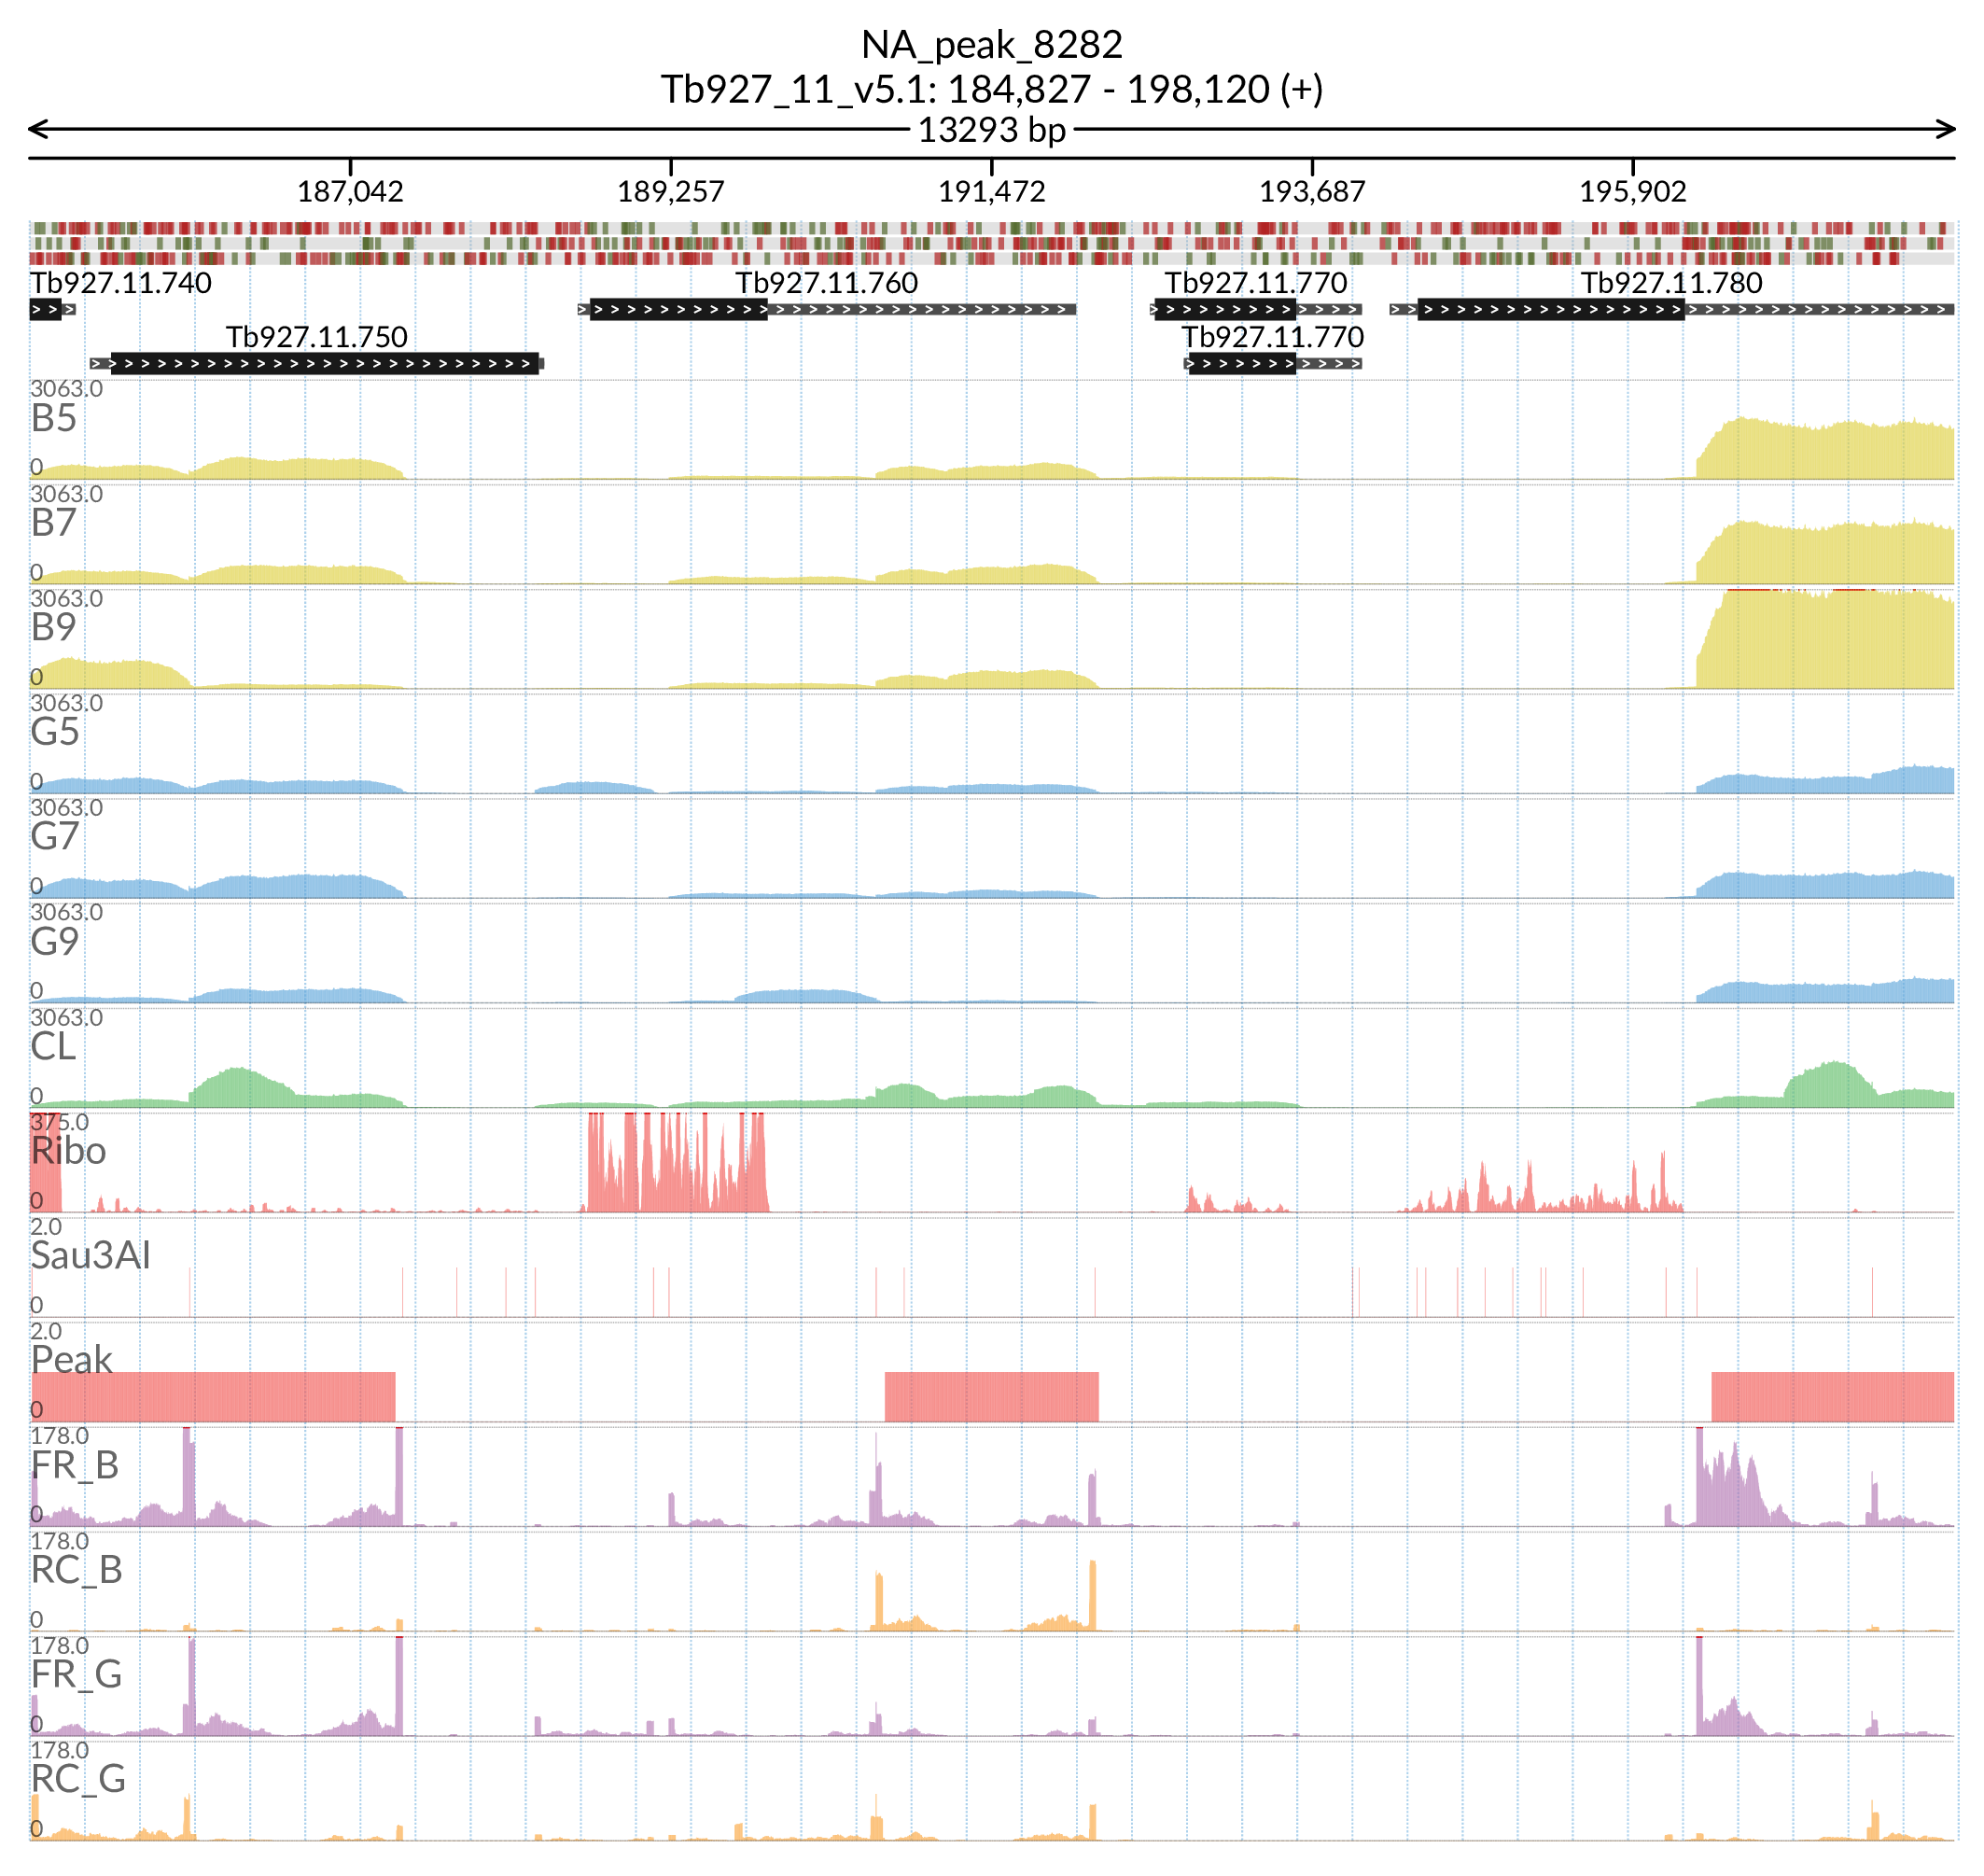 NA_peak_8282
Tb927_11_v5.1: 184,827 - 198,120 (+)
13293 bp
187,042 189,257 191,472 193,687 195,902
Tb927.11.740 Tb927.11.760 Tb927.11.770 Tb927.11.780
Tb927.11.750 Tb927.11.770
3063.0
B5
0
3063.0
B7
0
3063.0
B9
0
3063.0
G5
0
3063.0
G7
0
3063.0
G9
0
3063.0
CL
0
375.0
Ribo
0
2.0
Sau3AI
0
2.0
Peak
0
178.0
FR_B
0
178.0
RC_B
0
178.0
FR_G
0
178.0
RC_G
0